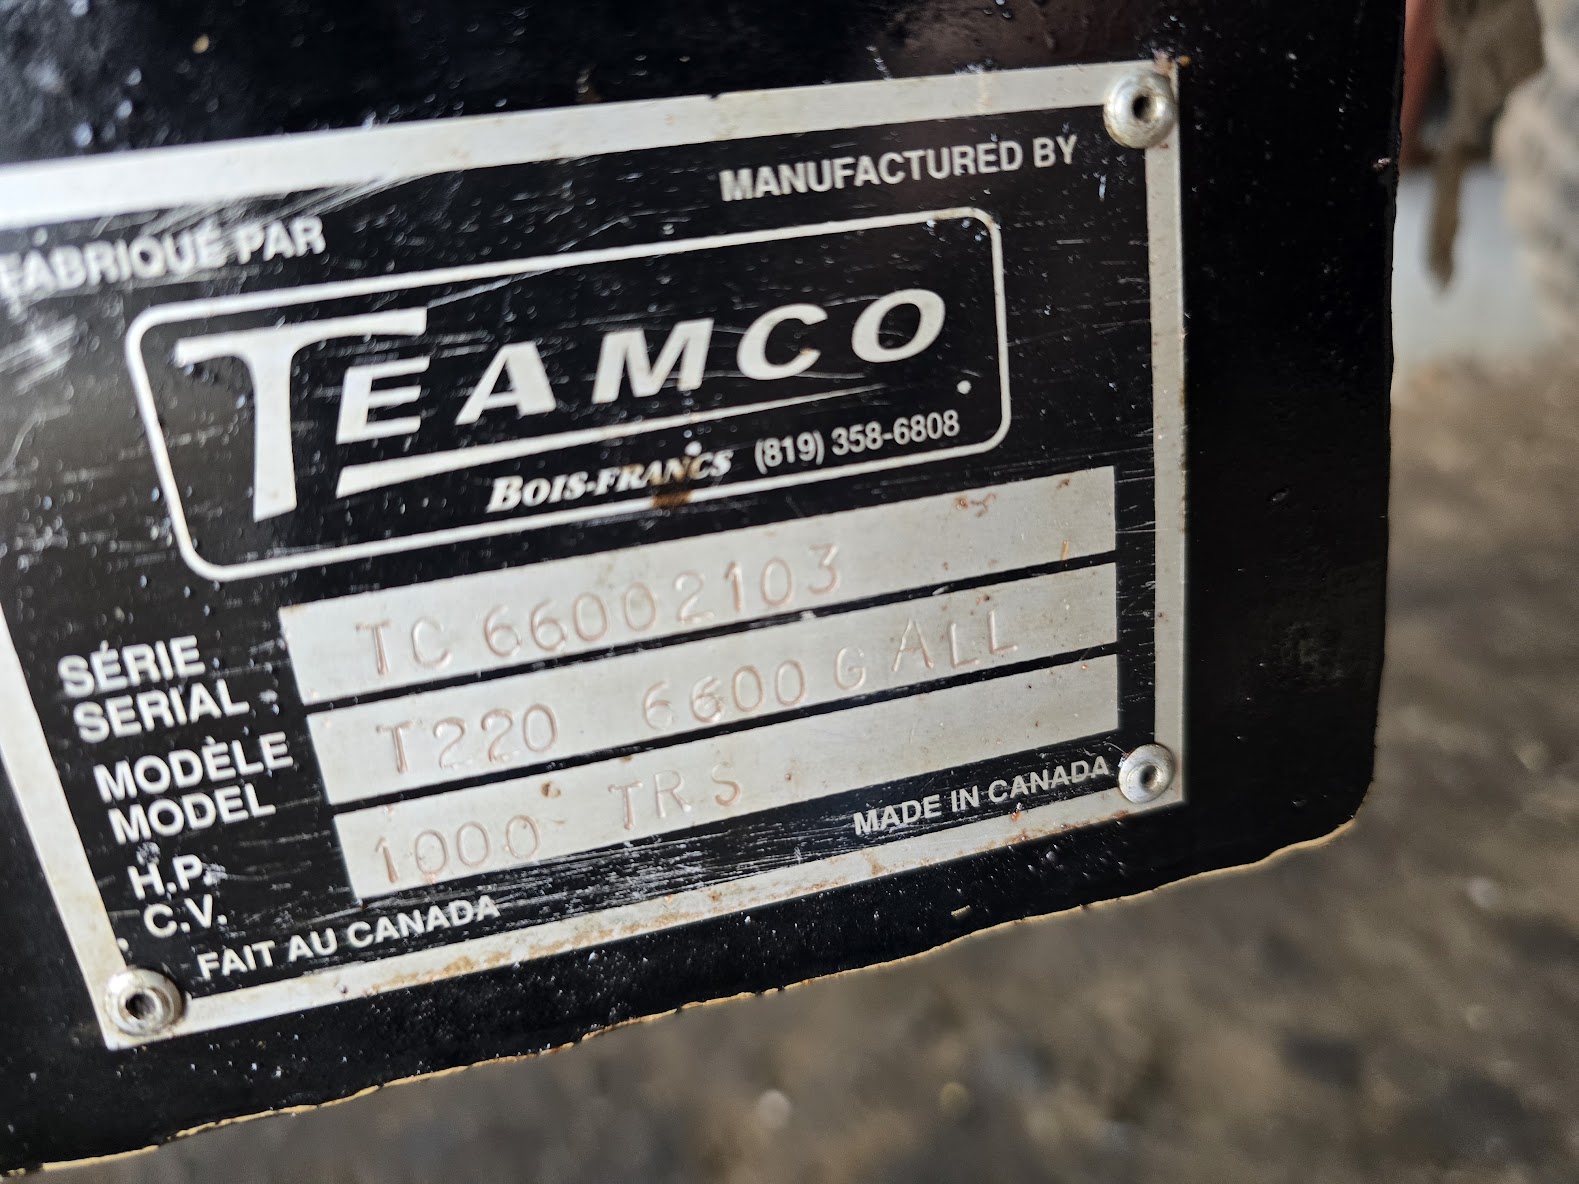 FABRIQUÉ PAR
MANUFACTURED BY
TEAMCO
BOIS-FRANCS (819) 358-6808
SÉRIE
SERIAL TC 66002103
MODÈLE
MODEL T220 6600 GALL
H.P.
C.V. 1000 TRS
FAIT AU CANADA
MADE IN CANADA